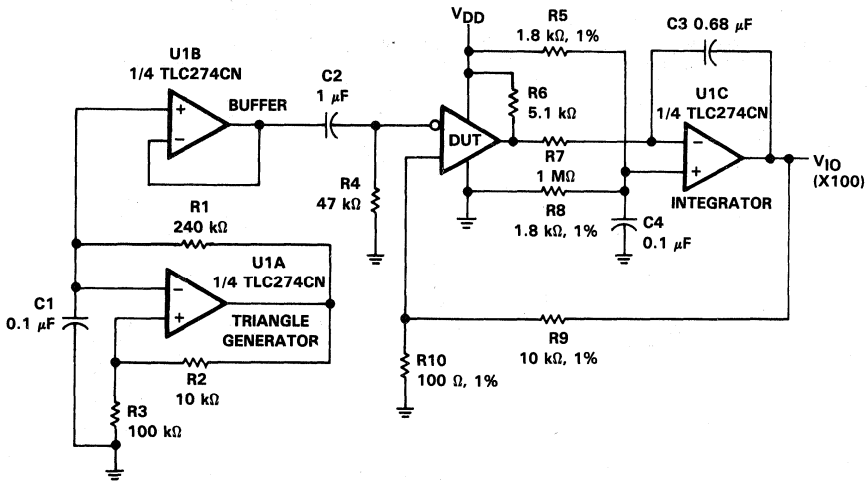 VDD
R5
1.8 kΩ, 1%
C3 0.68 μF
U1B
1/4 TLC274CN
C2
1 μF
R6
5.1 kΩ
U1C
1/4 TLC274CN
+
−
BUFFER
DUT
R7
1 MΩ
−
+
VIO
(X100)
R4
47 kΩ
R8
1.8 kΩ, 1%
INTEGRATOR
C4
0.1 μF
R1
240 kΩ
U1A
1/4 TLC274CN
−
+
C1
0.1 μF
TRIANGLE
GENERATOR
R9
10 kΩ, 1%
R10
100 Ω, 1%
R2
10 kΩ
R3
100 kΩ